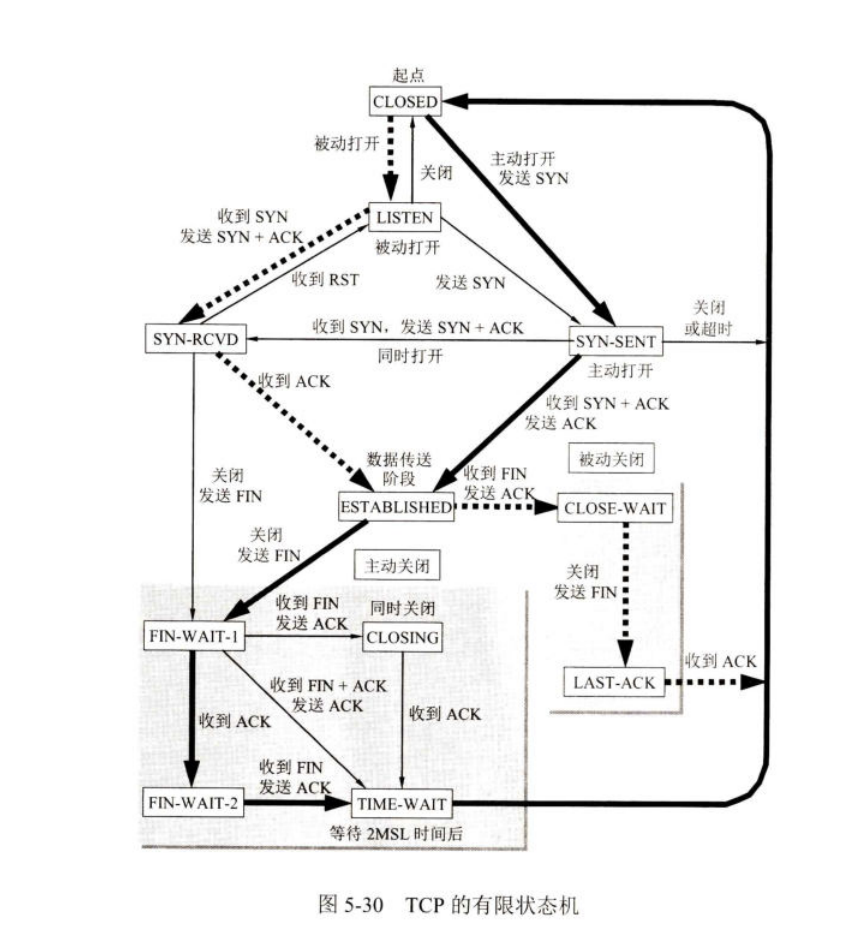 起点
CLOSED
被动打开
关闭
主动打开
发送 SYN
收到 SYN
发送 SYN + ACK
LISTEN
被动打开
收到 RST
发送 SYN
关闭
或超时
SYN-RCVD
收到 SYN，发送 SYN + ACK
同时打开
SYN-SENT
主动打开
收到 ACK
收到 SYN + ACK
发送 ACK
数据传送
阶段
被动关闭
关闭
发送 FIN
收到 FIN
发送 ACK
ESTABLISHED
CLOSE-WAIT
关闭
发送 FIN
主动关闭
关闭
发送 FIN
收到 FIN
发送 ACK
同时关闭
FIN-WAIT-1
CLOSING
LAST-ACK
收到 ACK
收到 FIN + ACK
发送 ACK
收到 ACK
收到 ACK
收到 FIN
发送 ACK
FIN-WAIT-2
TIME-WAIT
等待 2MSL 时间后
图 5-30 TCP 的有限状态机